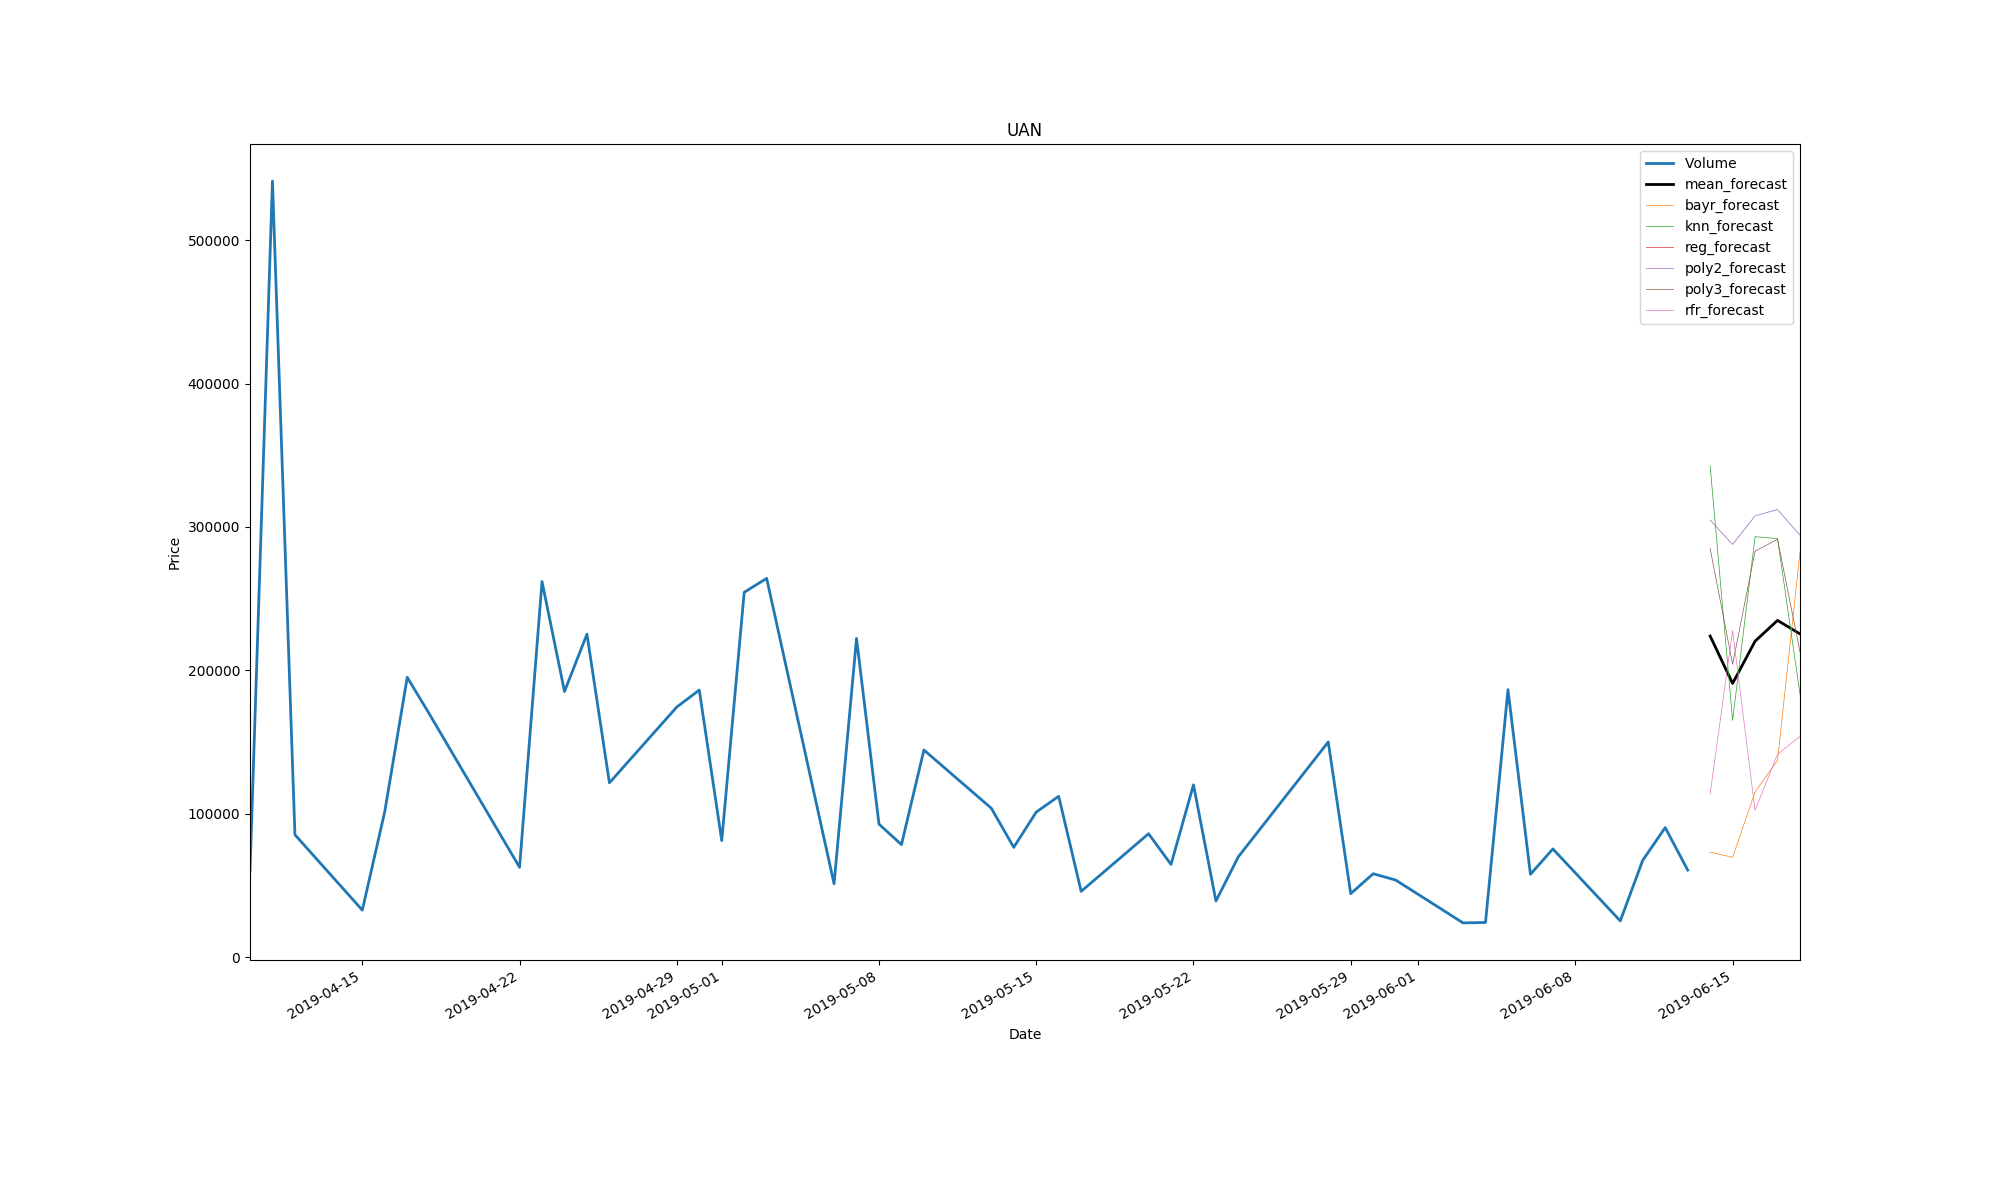 UAN
Volume
mean_forecast
bayr_forecast
knn_forecast
reg_forecast
poly2_forecast
poly3_forecast
rfr_forecast
500000
400000
300000
200000
100000
0
Price
2019-04-15
2019-04-22
2019-04-29
2019-05-01
2019-05-08
2019-05-15
2019-05-22
2019-05-29
2019-06-01
2019-06-08
2019-06-15
Date